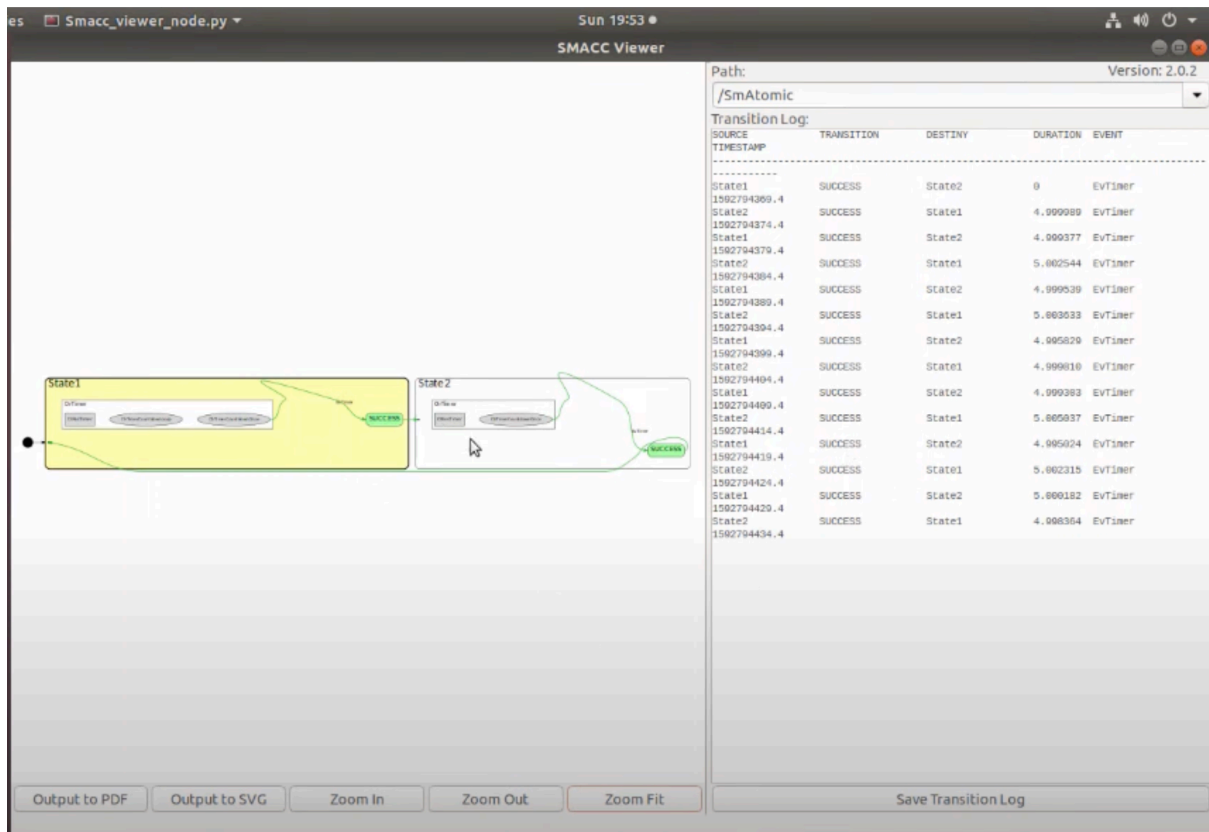 es Smacc_viewer_node.py Sun 19:53
SMACC Viewer
Path: Version: 2.0.2
/SmAtomic
Transition Log:
SOURCE TRANSITION DESTINY DURATION EVENT
TIMESTAMP
--------------------------------------------------------------------------------
-----------
State1 SUCCESS State2 0 EvTimer
1592794369.4
State2 SUCCESS State1 4.999989 EvTimer
1592794374.4
State1 SUCCESS State2 4.999377 EvTimer
1592794379.4
State2 SUCCESS State1 5.002544 EvTimer
1592794384.4
State1 SUCCESS State2 4.999539 EvTimer
1592794389.4
State2 SUCCESS State1 5.003633 EvTimer
1592794394.4
State1 SUCCESS State2 4.995829 EvTimer
1592794399.4
State2 SUCCESS State1 4.999810 EvTimer
1592794404.4
State1 SUCCESS State2 4.999383 EvTimer
1592794409.4
State2 SUCCESS State1 5.005037 EvTimer
1592794414.4
State1 SUCCESS State2 4.995024 EvTimer
1592794419.4
State2 SUCCESS State1 5.002315 EvTimer
1592794424.4
State1 SUCCESS State2 5.000182 EvTimer
1592794429.4
State2 SUCCESS State1 4.998364 EvTimer
1592794434.4
State1 State2
OrTimer OrTimer
SUCCESS
SUCCESS
Output to PDF Output to SVG Zoom In Zoom Out Zoom Fit Save Transition Log